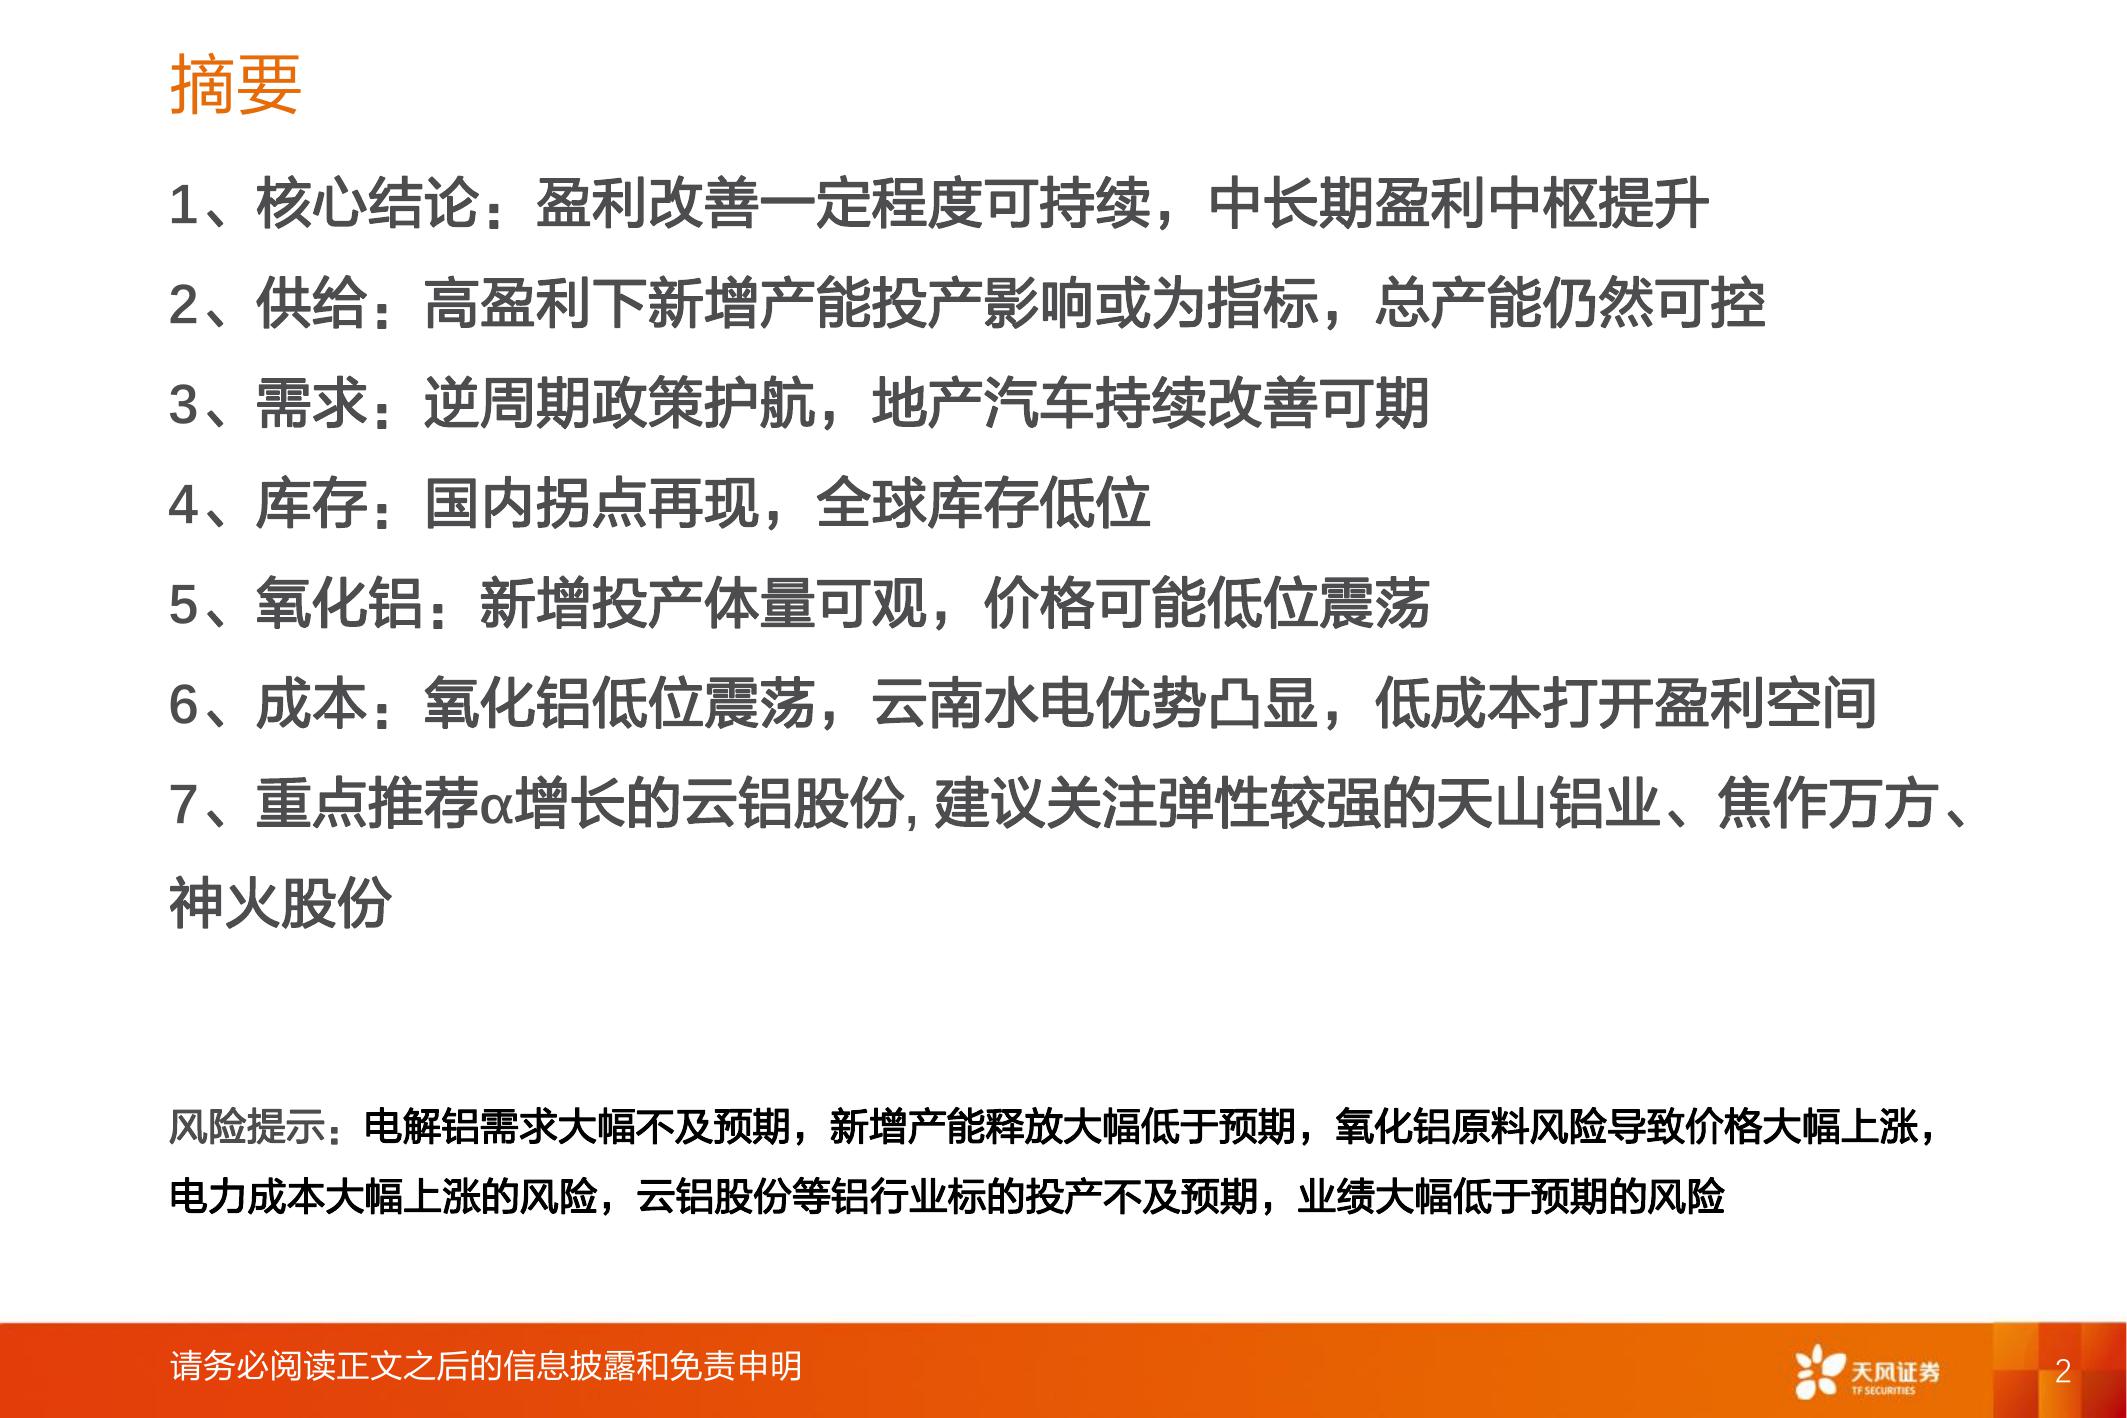 摘要
1、核心结论：盈利改善一定程度可持续，中长期盈利中枢提升
2、供给：高盈利下新增产能投产影响或为指标，总产能仍然可控
3、需求：逆周期政策护航，地产汽车持续改善可期
4、库存：国内拐点再现，全球库存低位
5、氧化铝：新增投产体量可观，价格可能低位震荡
6、成本：氧化铝低位震荡，云南水电优势凸显，低成本打开盈利空间
7、重点推荐α增长的云铝股份, 建议关注弹性较强的天山铝业、焦作万方、
神火股份
风险提示：电解铝需求大幅不及预期，新增产能释放大幅低于预期，氧化铝原料风险导致价格大幅上涨，
电力成本大幅上涨的风险，云铝股份等铝行业标的投产不及预期，业绩大幅低于预期的风险
请务必阅读正文之后的信息披露和免责申明
天风证券
TF SECURITIES
2